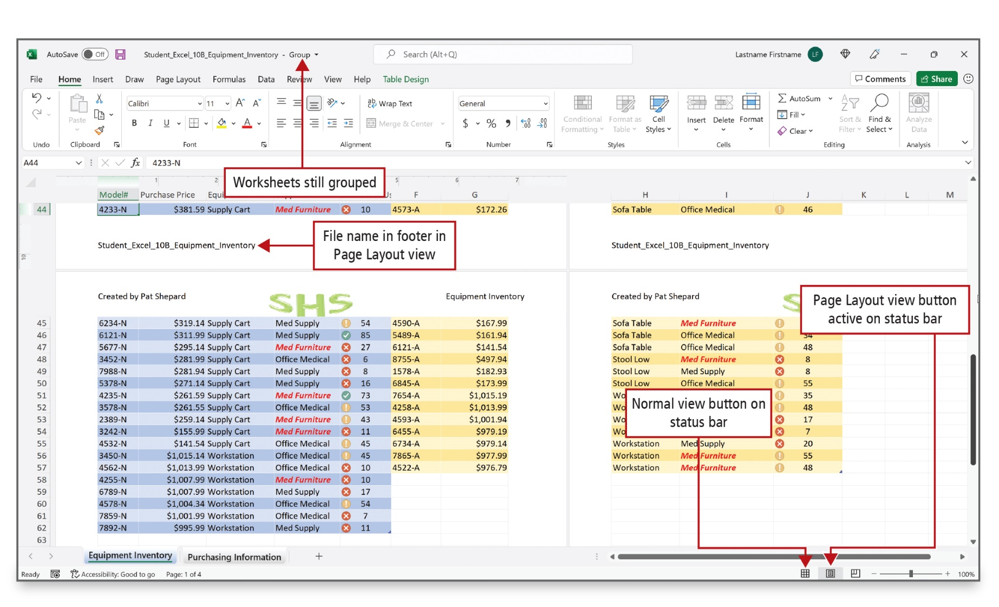 AutoSave Off Student_Excel_10B_Equipment_Inventory - Group Search (Alt+Q) Lastname Firstname LF
File Home Insert Draw Page Layout Formulas Data Review View Help Table Design Comments Share
Calibri 11 Wrap Text General AutoSum
Paste B I U A Merge & Center $ % Conditional Formatting Format as Table Cell Styles Insert Delete Format Fill Clear Sort & Filter Find & Select Analyze Data
Undo Clipboard Font Alignment Number Styles Cells Editing Analysis
A44 fx 4233-N
Worksheets still grouped
1 2 5 6 7
Model# Purchase Price F G H I J K L M
44 4233-N $381.59 Supply Cart Med Furniture 10 4573-A $172.26 Sofa Table Office Medical 46
File name in footer in
Page Layout view
Student_Excel_10B_Equipment_Inventory Student_Excel_10B_Equipment_Inventory
10
Created by Pat Shepard SHS Equipment Inventory Created by Pat Shepard
Page Layout view button
active on status bar
45 6234-N $319.14 Supply Cart Med Supply 54 4590-A $167.99 Sofa Table Med Furniture
46 6121-N $311.99 Supply Cart Med Supply 85 5489-A $161.94 Sofa Table Office Medical 34
47 5677-N $295.14 Supply Cart Med Furniture 27 6121-A $141.54 Sofa Table Office Medical 48
48 3452-N $281.99 Supply Cart Office Medical 6 8755-A $497.94 Stool Low Med Furniture 8
49 7988-N $281.94 Supply Cart Med Supply 8 1578-A $182.93 Stool Low Med Supply 8
50 5378-N $271.14 Supply Cart Med Supply 16 6845-A $173.99 Stool Low Office Medical 55
51 4235-N $261.59 Supply Cart Med Furniture 73 7654-A $1,015.19 35
52 3578-N $261.55 Supply Cart Office Medical 53 4258-A $1,013.99 48
53 2389-N $259.14 Supply Cart Med Furniture 43 4593-A $1,001.94 17
54 3242-N $155.99 Supply Cart Med Furniture 11 6455-A $979.19 7
Normal view button on
status bar
55 4532-N $141.54 Supply Cart Office Medical 45 6734-A $979.14 Workstation Med Supply 20
56 3450-N $1,015.14 Workstation Office Medical 45 7865-A $977.99 Workstation Med Furniture 55
57 4562-N $1,013.99 Workstation Office Medical 10 4522-A $976.79 Workstation Med Furniture 48
58 4255-N $1,007.99 Workstation Med Furniture 10
59 6789-N $1,007.99 Workstation Med Supply 17
60 4578-N $1,004.34 Workstation Office Medical 54
61 7859-N $1,001.99 Workstation Office Medical 7
62 7892-N $995.99 Workstation Med Supply 11
63
Equipment Inventory Purchasing Information +
Ready Accessibility: Good to go Page: 1 of 4 100%